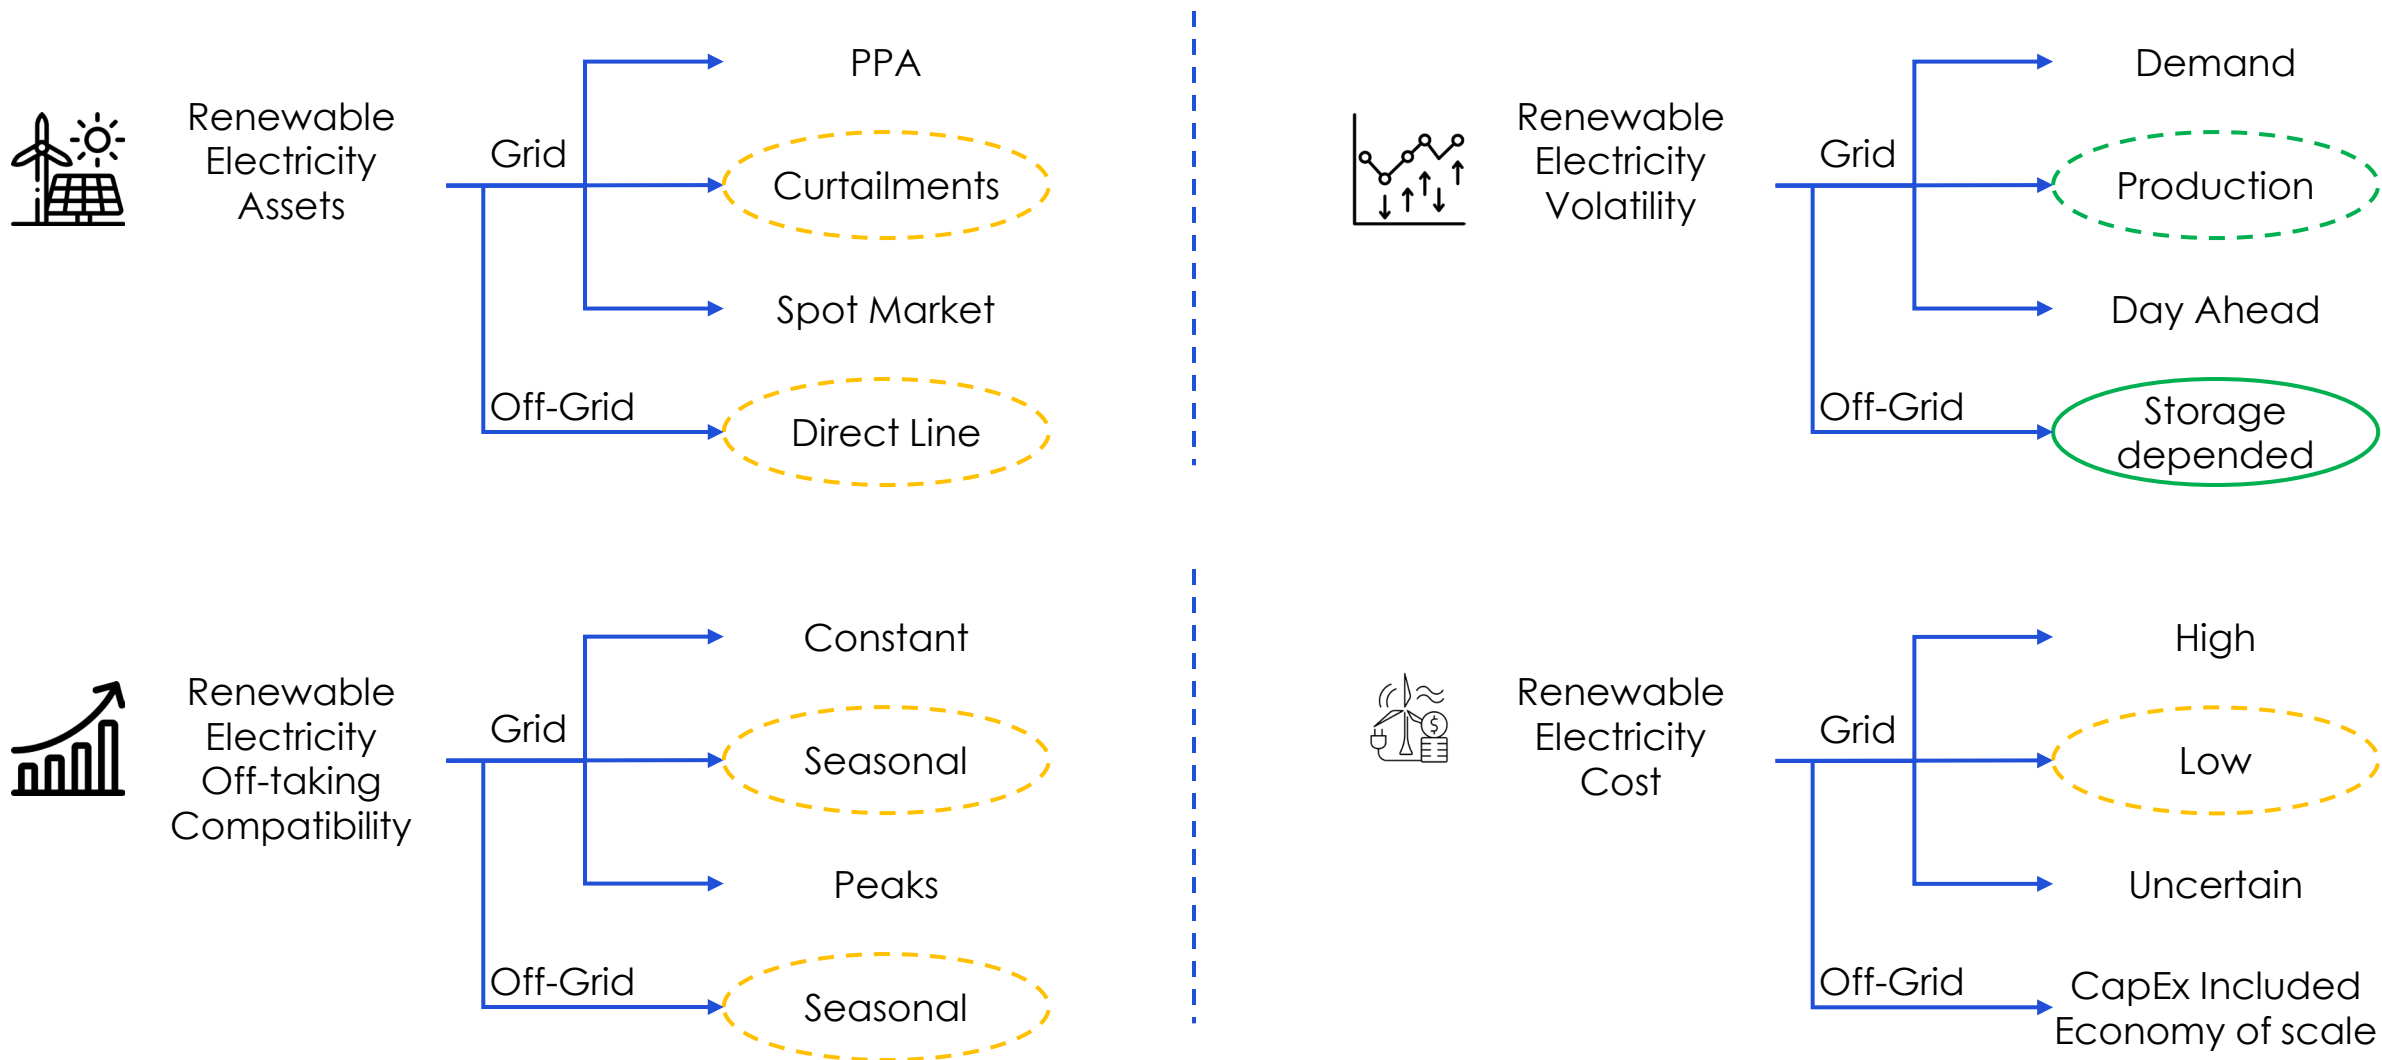 Renewable
Electricity
Assets
Grid
PPA
Curtailments
Spot Market
Off-Grid
Direct Line
Renewable
Electricity
Volatility
Grid
Demand
Production
Day Ahead
Off-Grid
Storage
depended
Renewable
Electricity
Off-taking
Compatibility
Grid
Constant
Seasonal
Peaks
Off-Grid
Seasonal
Renewable
Electricity
Cost
$
Grid
High
Low
Uncertain
Off-Grid
CapEx Included
Economy of scale